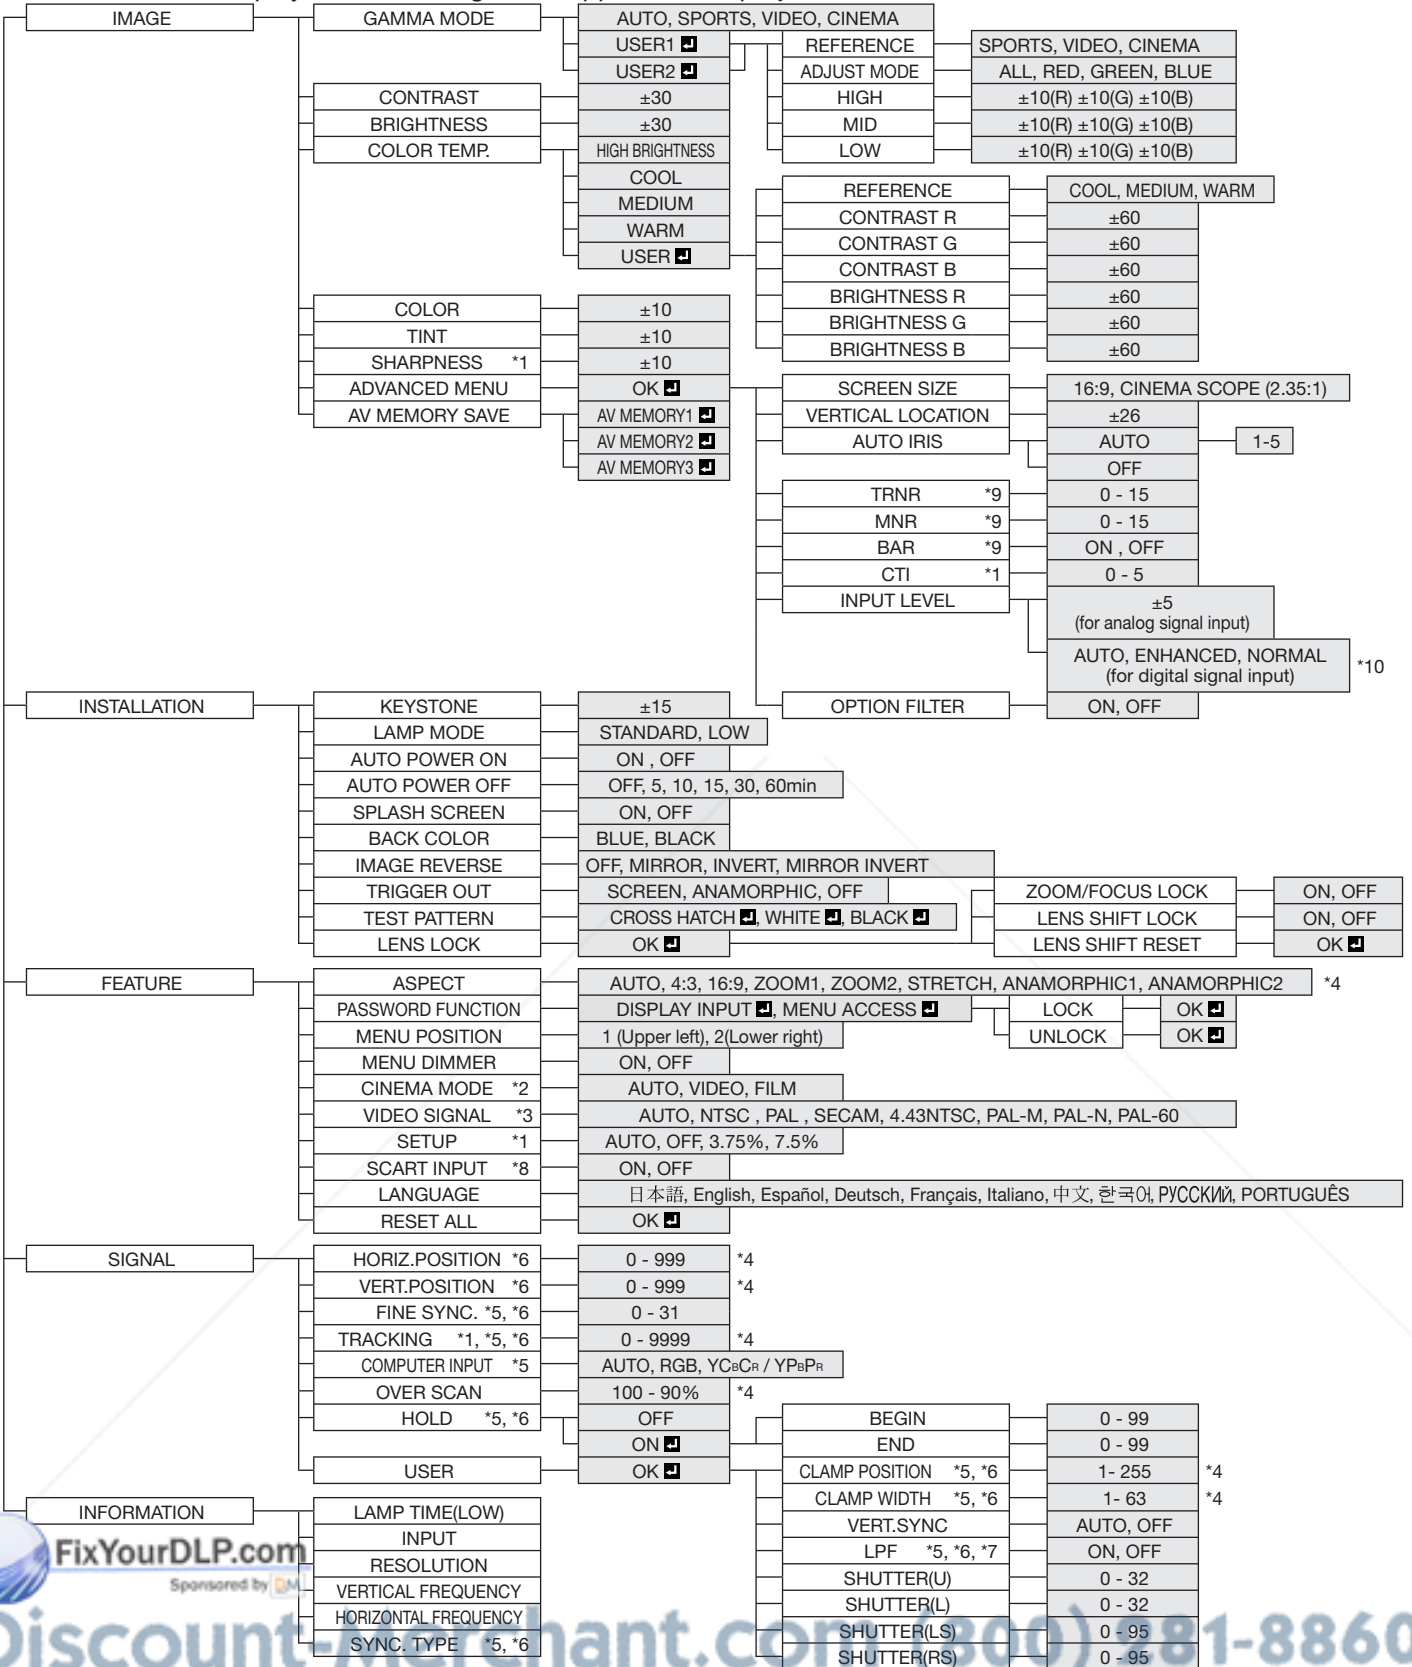 IMAGE GAMMA MODE AUTO, SPORTS, VIDEO, CINEMA
USER1 REFERENCE SPORTS, VIDEO, CINEMA
USER2 ADJUST MODE ALL, RED, GREEN, BLUE
CONTRAST ±30 HIGH ±10(R) ±10(G) ±10(B)
BRIGHTNESS ±30 MID ±10(R) ±10(G) ±10(B)
COLOR TEMP. HIGH BRIGHTNESS LOW ±10(R) ±10(G) ±10(B)
COOL
REFERENCE COOL, MEDIUM, WARM
MEDIUM
CONTRAST R ±60
WARM
CONTRAST G ±60
USER
CONTRAST B ±60
BRIGHTNESS R ±60
COLOR ±10
BRIGHTNESS G ±60
TINT ±10
BRIGHTNESS B ±60
SHARPNESS *1 ±10
ADVANCED MENU OK SCREEN SIZE 16:9, CINEMA SCOPE (2.35:1)
AV MEMORY SAVE AV MEMORY1 VERTICAL LOCATION ±26
AV MEMORY2 AUTO IRIS AUTO 1-5
AV MEMORY3 OFF
TRNR *9 0 - 15
MNR *9 0 - 15
BAR *9 ON , OFF
CTI *1 0 - 5
INPUT LEVEL ±5
(for analog signal input)
AUTO, ENHANCED, NORMAL
(for digital signal input) *10
INSTALLATION KEYSTONE ±15 OPTION FILTER ON, OFF
LAMP MODE STANDARD, LOW
AUTO POWER ON ON , OFF
AUTO POWER OFF OFF, 5, 10, 15, 30, 60min
SPLASH SCREEN ON, OFF
BACK COLOR BLUE, BLACK
IMAGE REVERSE OFF, MIRROR, INVERT, MIRROR INVERT
TRIGGER OUT SCREEN, ANAMORPHIC, OFF ZOOM/FOCUS LOCK ON, OFF
TEST PATTERN CROSS HATCH , WHITE , BLACK LENS SHIFT LOCK ON, OFF
LENS LOCK OK LENS SHIFT RESET OK
FEATURE ASPECT AUTO, 4:3, 16:9, ZOOM1, ZOOM2, STRETCH, ANAMORPHIC1, ANAMORPHIC2 *4
PASSWORD FUNCTION DISPLAY INPUT , MENU ACCESS LOCK OK
MENU POSITION 1 (Upper left), 2(Lower right) UNLOCK OK
MENU DIMMER ON, OFF
CINEMA MODE *2 AUTO, VIDEO, FILM
VIDEO SIGNAL *3 AUTO, NTSC , PAL , SECAM, 4.43NTSC, PAL-M, PAL-N, PAL-60
SETUP *1 AUTO, OFF, 3.75%, 7.5%
SCART INPUT *8 ON, OFF
LANGUAGE 日本語, English, Español, Deutsch, Français, Italiano, 中文, 한국어, РУССКИЙ, PORTUGUÊS
RESET ALL OK
SIGNAL HORIZ.POSITION *6 0 - 999 *4
VERT.POSITION *6 0 - 999 *4
FINE SYNC. *5, *6 0 - 31
TRACKING *1, *5, *6 0 - 9999 *4
COMPUTER INPUT *5 AUTO, RGB, YCBCR / YPBPR
OVER SCAN 100 - 90% *4
HOLD *5, *6 OFF BEGIN 0 - 99
ON END 0 - 99
USER OK CLAMP POSITION *5, *6 1- 255 *4
INFORMATION LAMP TIME(LOW) CLAMP WIDTH *5, *6 1- 63 *4
INPUT VERT.SYNC AUTO, OFF
RESOLUTION LPF *5, *6, *7 ON, OFF
VERTICAL FREQUENCY SHUTTER(U) 0 - 32
HORIZONTAL FREQUENCY SHUTTER(L) 0 - 32
SYNC. TYPE *5, *6 SHUTTER(LS) 0 - 95
SHUTTER(RS) 0 - 95
FixYourDLP.com
Sponsored by DM
Discount-Merchant.com (800) 281-8860